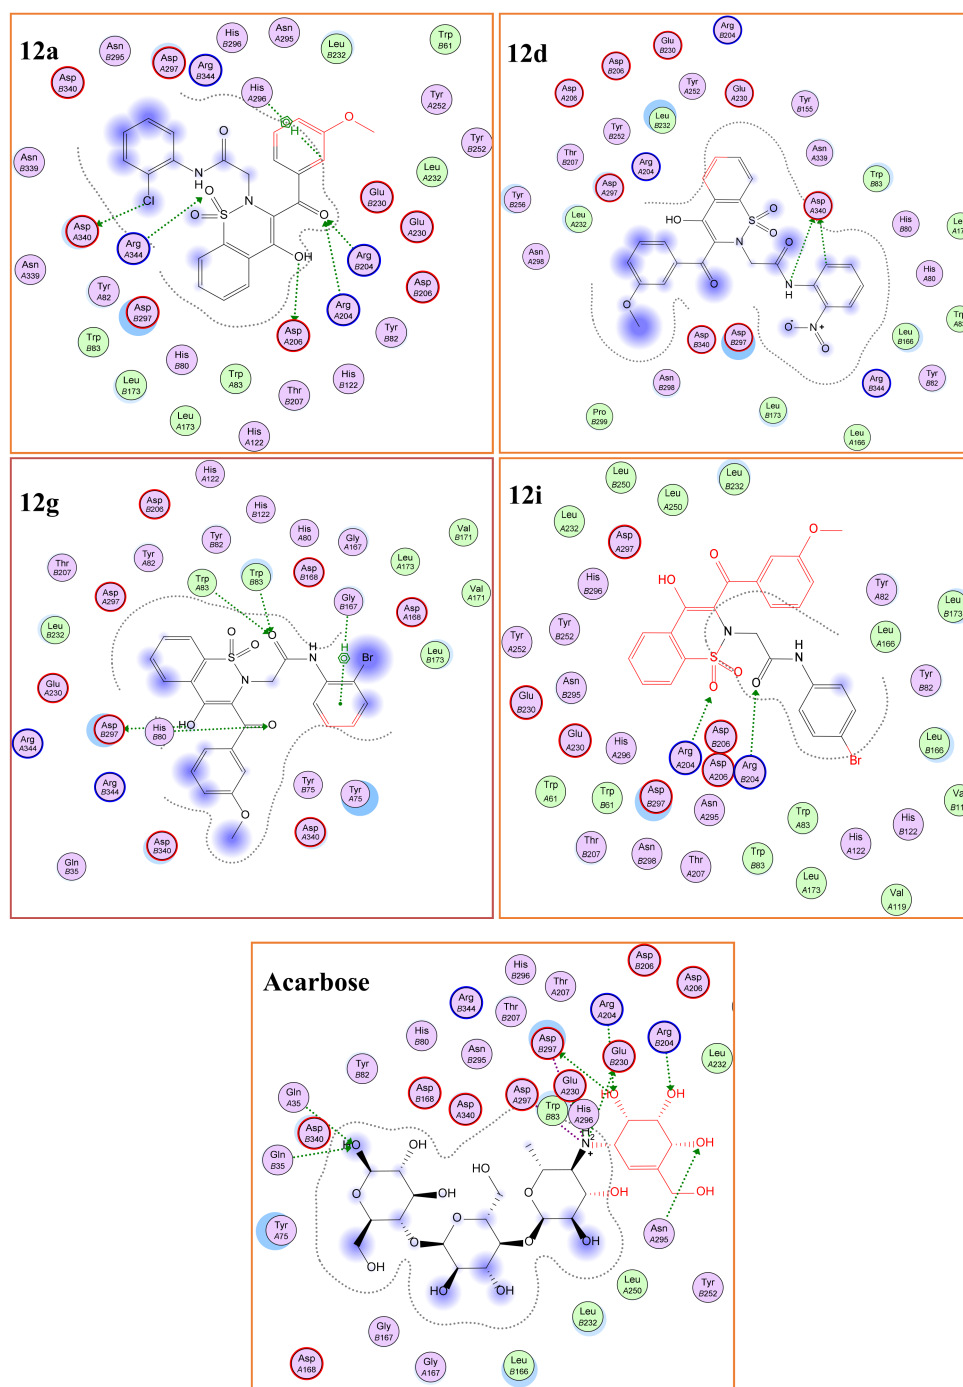 12a
Asn B295
Asp A297
Arg B344
His B296
Asn A295
Leu B232
Trp B61
Asp B340
His A296
Tyr A252
Tyr B252
Asn B339
O
O
N
H
H
Cl
O
O
S
N
O
O
OH
Leu A232
Glu B230
Glu A230
Asp A340
Arg A344
Arg B204
Asn A339
Tyr A82
Asp B297
Arg A204
Asp B206
Asp A206
Tyr B82
Trp B83
His B80
Leu B173
Trp A83
Thr B207
His B122
Leu A173
His A122
12d
Arg B204
Glu B230
Asp B206
Asp A206
Tyr A252
Glu A230
Tyr B155
Leu B232
Tyr B252
Thr B207
Arg A204
Asn A339
Trp B83
Asp A297
Tyr B256
Leu A232
Asp A340
His B80
OH
S
O
O
N
O
O
N
H
O
N+
O-
O
Asn A298
His A80
Asp B340
Asp B297
Leu B166
Asn B298
Arg B344
Tyr B82
Pro B299
Leu B173
Leu A166
12g
His A122
Asp B206
His B122
Tyr B82
His A80
Gly A167
Val B171
Thr B207
Tyr A82
Trp A83
Trp B83
Asp B168
Leu A173
Asp A297
Gly B167
Asp A168
Val A171
Leu B232
O
O
S
N
O
H
N
Br
H
Leu B173
Glu A230
Asp B297
HO
His B80
O
O
Arg A344
Arg B344
Tyr B75
Tyr A75
Asp B340
Asp A340
Gln B35
12i
Leu B250
Leu A250
Leu B232
Leu A232
Asp A297
O
O
HO
His B296
Tyr B252
Tyr A252
Asn B295
Glu B230
Glu A230
His A296
N
S
O
O
H
N
O
Br
Tyr A82
Leu B173
Leu A166
Tyr B82
Leu B166
Arg A204
Asp B206
Asp A206
Arg B204
Trp A61
Trp B61
Asp B297
Asn A295
Trp A83
His A122
His B122
Thr B207
Asn B298
Thr A207
Trp B83
Leu A173
Val A119
Acarbose
His B296
Thr A207
Asp B206
Asp A206
Arg B344
Thr B207
Arg A204
Arg B204
His B80
Asn B295
Asp B297
Glu B230
Leu A232
Tyr B82
Glu A230
Gln A35
Asp B168
Asp A340
Asp A297
Trp B83
His A296
Asp B340
Gln B35
HO
OH
O
OH
O
OH
O
HO
O
HO
OH
O
O
OH
OH
N+
H2
HO
OH
OH
OH
Tyr A75
Asn A295
Leu A250
Tyr B252
Leu B232
Gly B167
Gly A167
Asp A168
Leu B166